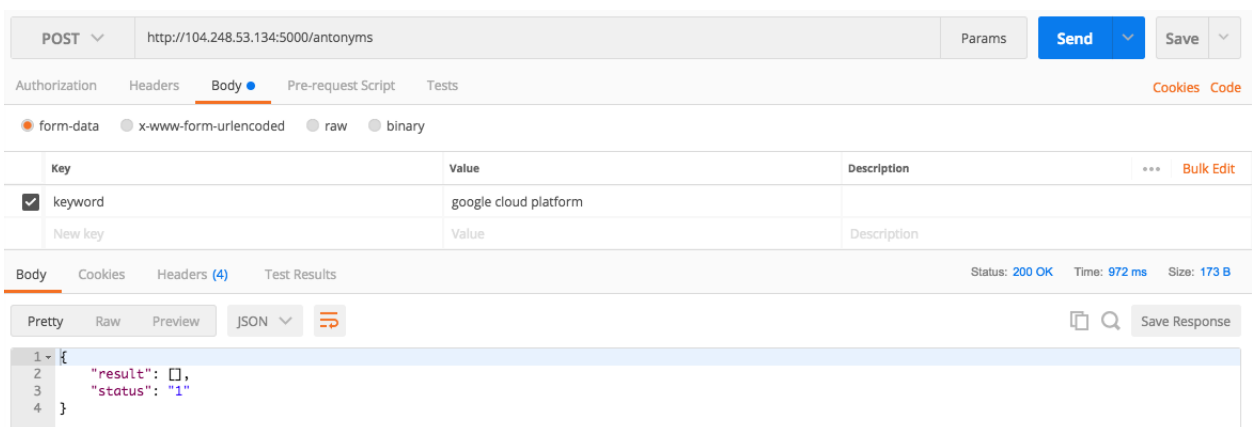 POST http://104.248.53.134:5000/antonyms Params Send Save
Authorization Headers Body Pre-request Script Tests Cookies Code
form-data x-www-form-urlencoded raw binary
Key Value Description Bulk Edit
keyword google cloud platform
New key Value Description
Body Cookies Headers (4) Test Results Status: 200 OK Time: 972 ms Size: 173 B
Pretty Raw Preview JSON Save Response
1 {
2 "result": [],
3 "status": "1"
4 }